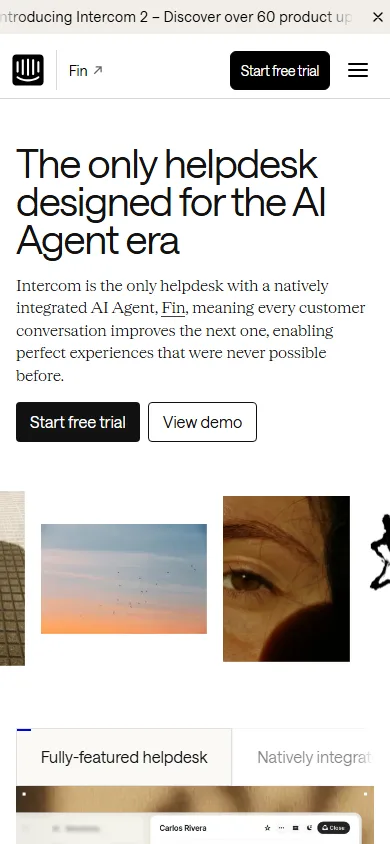 ntroducing Intercom 2 – Discover over 60 product up
Fin
Start free trial
The only helpdesk
designed for the AI
Agent era
Intercom is the only helpdesk with a natively
integrated AI Agent, Fin, meaning every customer
conversation improves the next one, enabling
perfect experiences that were never possible
before.
Start free trial
View demo
Fully-featured helpdesk
Natively integrat
Carlos Rivera
Close